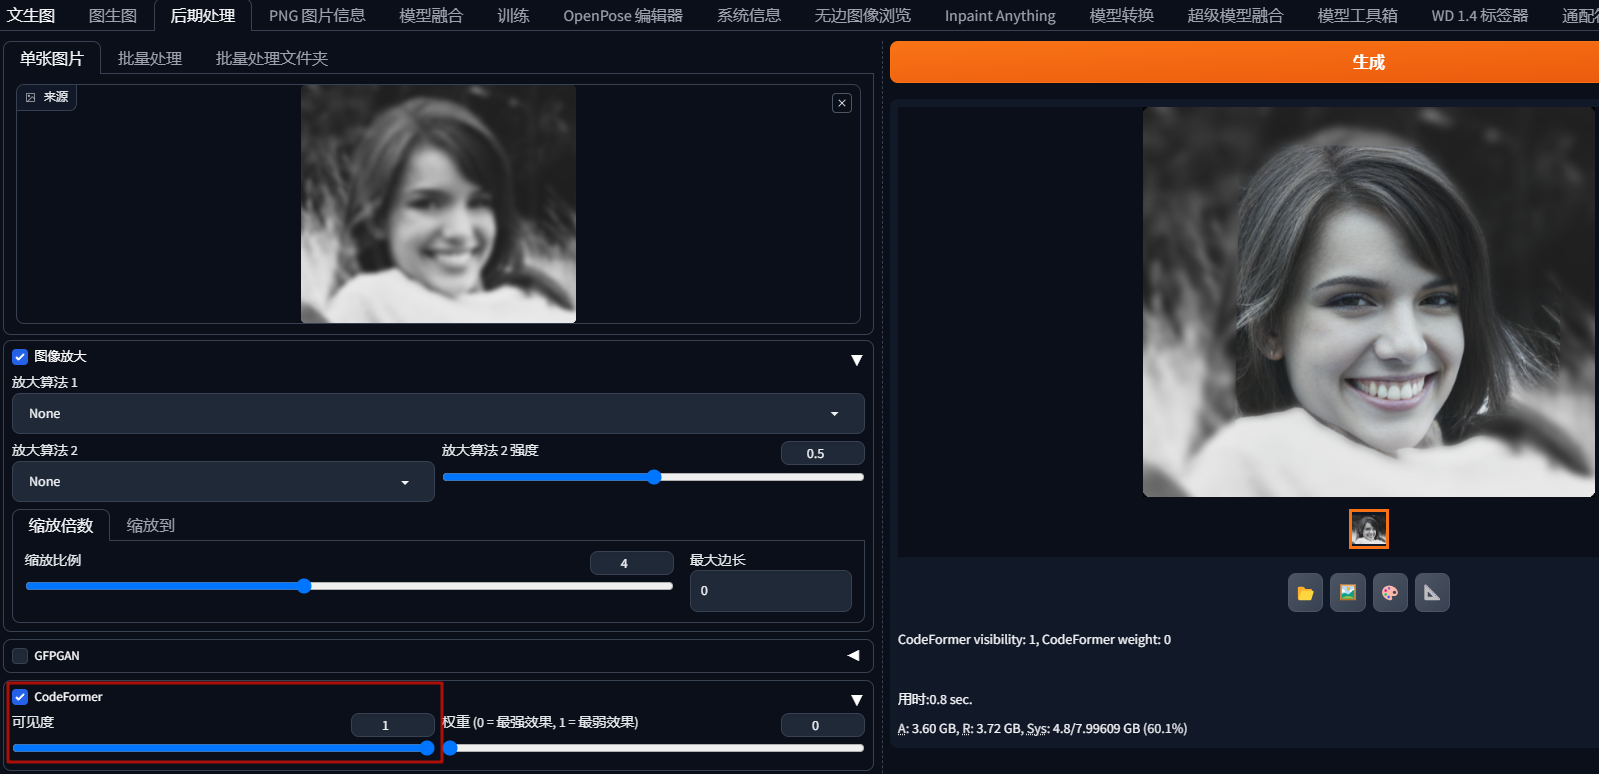 文生图 图生图 后期处理 PNG 图片信息 模型融合 训练 OpenPose 编辑器 系统信息 无边图像浏览 Inpaint Anything 模型转换 超级模型融合 模型工具箱 WD 1.4 标签器 通配
单张图片 批量处理 批量处理文件夹
来源
图像放大
放大算法 1
None
放大算法 2
None
放大算法 2 强度
0.5
缩放倍数 缩放到
缩放比例
4
最大边长
0
GFPGAN
CodeFormer
可见度
1
权重 (0 = 最强效果, 1 = 最弱效果)
0
生成
CodeFormer visibility: 1, CodeFormer weight: 0
用时:0.8 sec.
A: 3.60 GB, R: 3.72 GB, Sys: 4.8/7.99609 GB (60.1%)